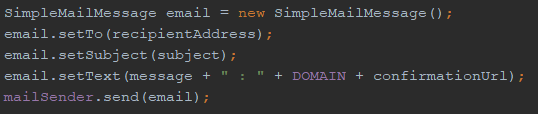 SimpleMailMessage email = new SimpleMailMessage();
email.setTo(recipientAddress);
email.setSubject(subject);
email.setText(message + " : " + DOMAIN + confirmationUrl);
mailSender.send(email);